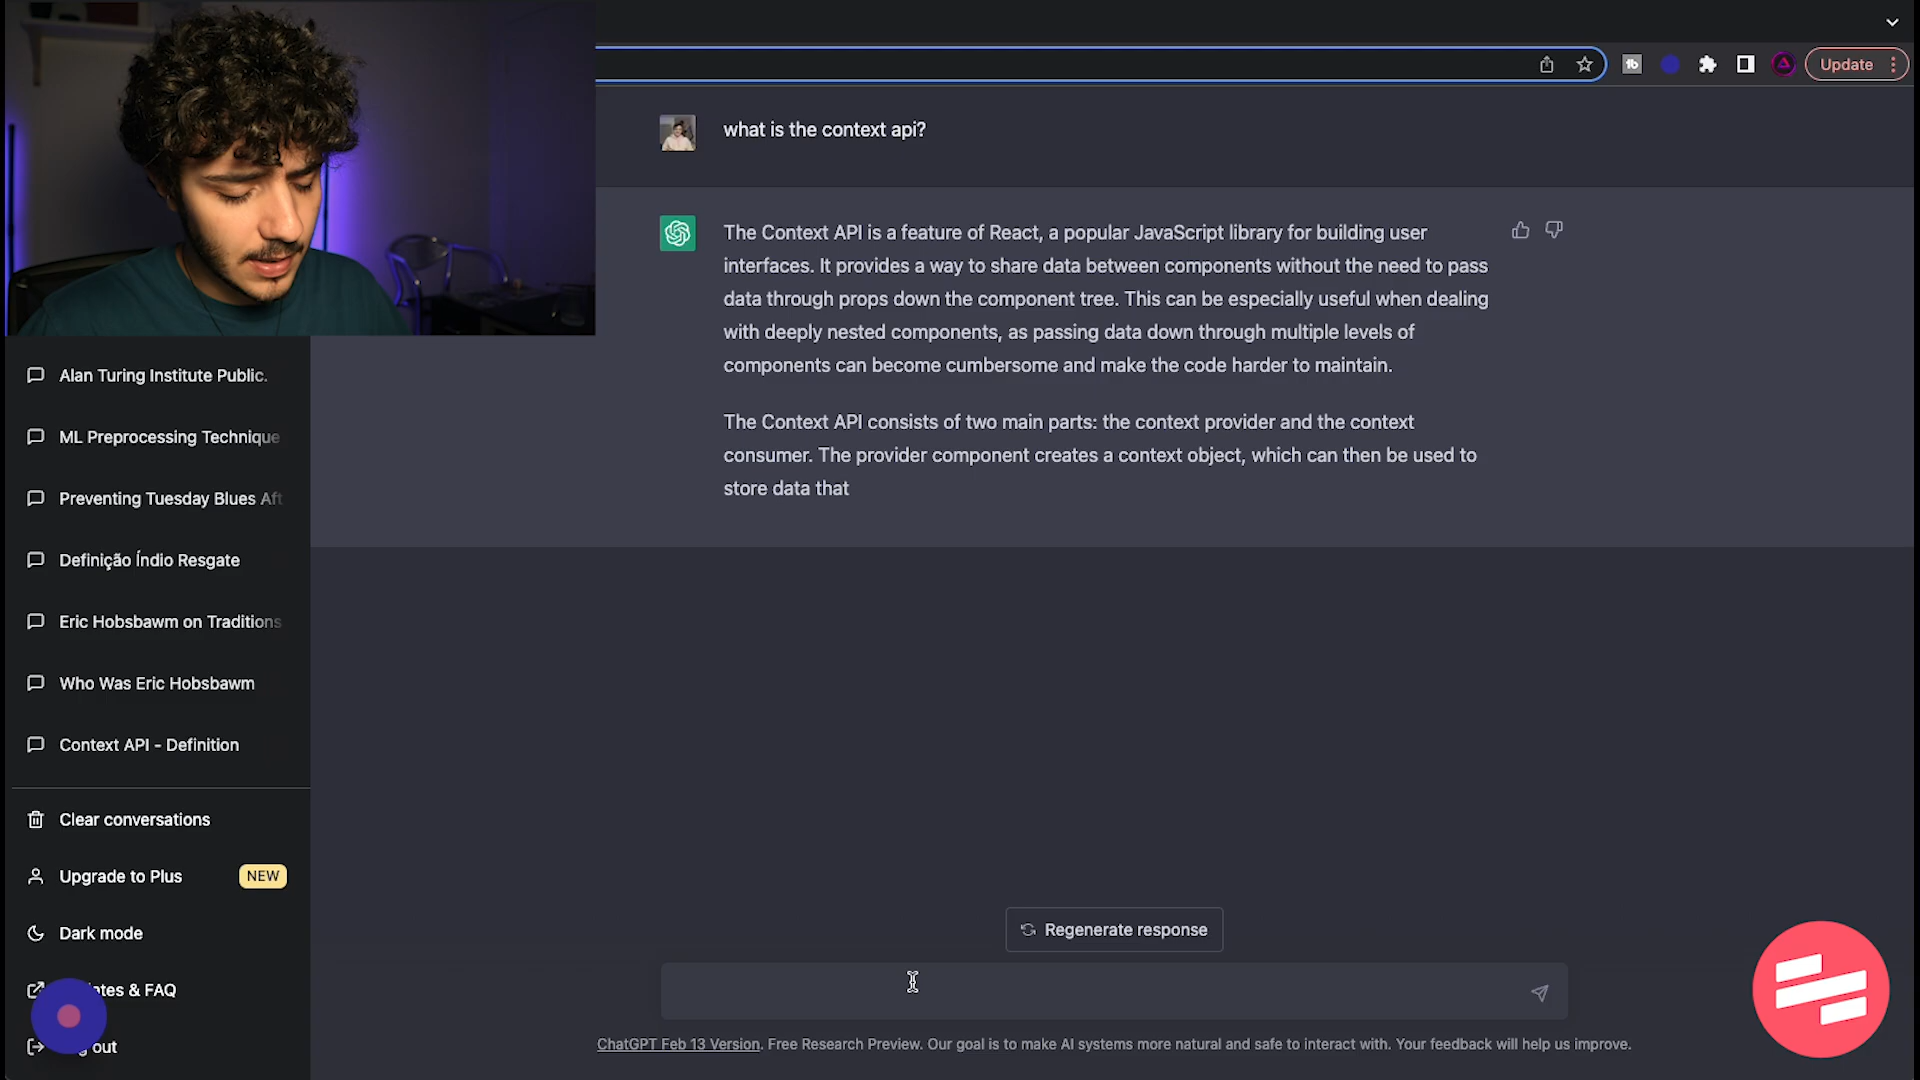 Update
what is the context api?
The Context API is a feature of React, a popular JavaScript library for building user
interfaces. It provides a way to share data between components without the need to pass
data through props down the component tree. This can be especially useful when dealing
with deeply nested components, as passing data down through multiple levels of
components can become cumbersome and make the code harder to maintain.
The Context API consists of two main parts: the context provider and the context
consumer. The provider component creates a context object, which can then be used to
store data that
Alan Turing Institute Public.
ML Preprocessing Technique
Preventing Tuesday Blues Aft
Definição Índio Resgate
Eric Hobsbawm on Traditions
Who Was Eric Hobsbawm
Context API - Definition
Clear conversations
Upgrade to Plus NEW
Dark mode
& FAQ
out
Regenerate response
ChatGPT Feb 13 Version. Free Research Preview. Our goal is to make AI systems more natural and safe to interact with. Your feedback will help us improve.